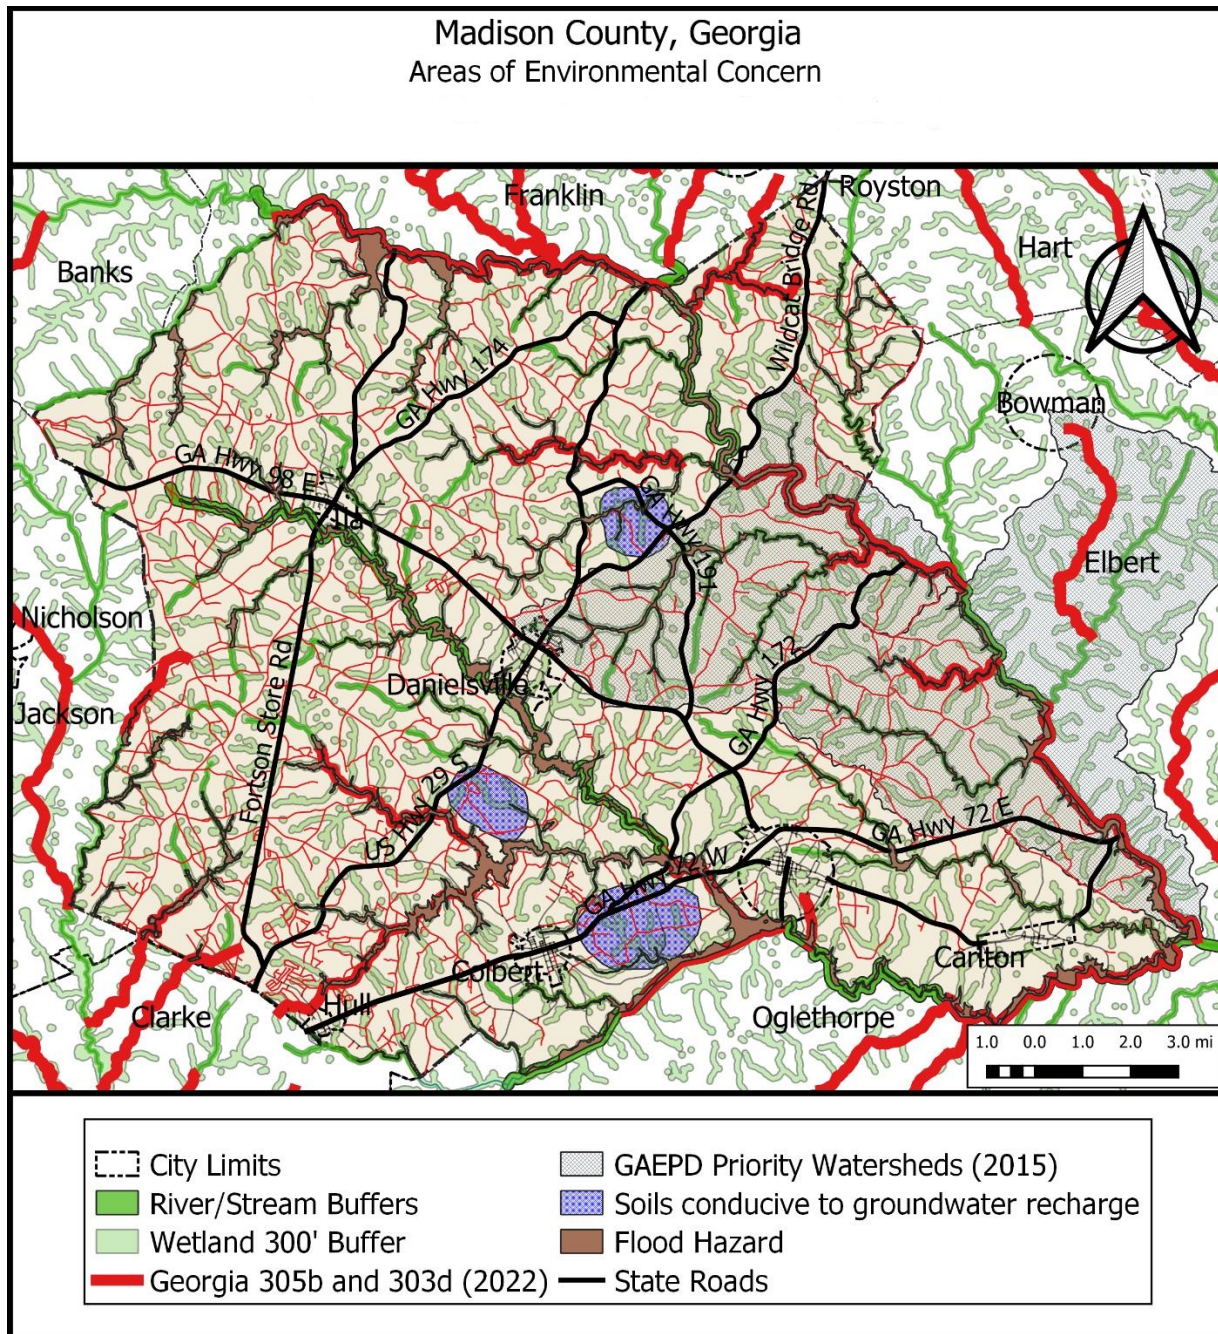 Madison County, Georgia
Areas of Environmental Concern
Franklin
Royston
Hart
Banks
Wildcat Bridge Rd
GA Hwy 174
Bowman
GA Hwy 98 E
Ila
GA Hwy 191
Elbert
Nicholson
Forson Store Rd
Danielsville
Jackson
GA Hwy 172
US Hwy 29 S
GA Hwy 72 E
GA Hwy 72 W
Colbert
Carlton
Hull
Clarke
Oglethorpe
1.0 0.0 1.0 2.0 3.0 mi
City Limits
GAEPD Priority Watersheds (2015)
River/Stream Buffers
Soils conducive to groundwater recharge
Wetland 300' Buffer
Flood Hazard
Georgia 305b and 303d (2022)
State Roads